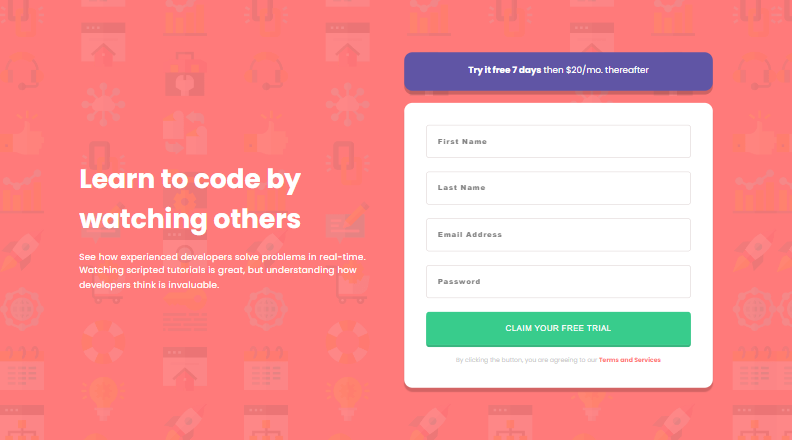 Learn to code by
watching others
See how experienced developers solve problems in real-time.
Watching scripted tutorials is great, but understanding how
developers think is invaluable.
Try it free 7 days then $20/mo. thereafter
First Name
Last Name
Email Address
Password
CLAIM YOUR FREE TRIAL
By clicking the button, you are agreeing to our Terms and Services